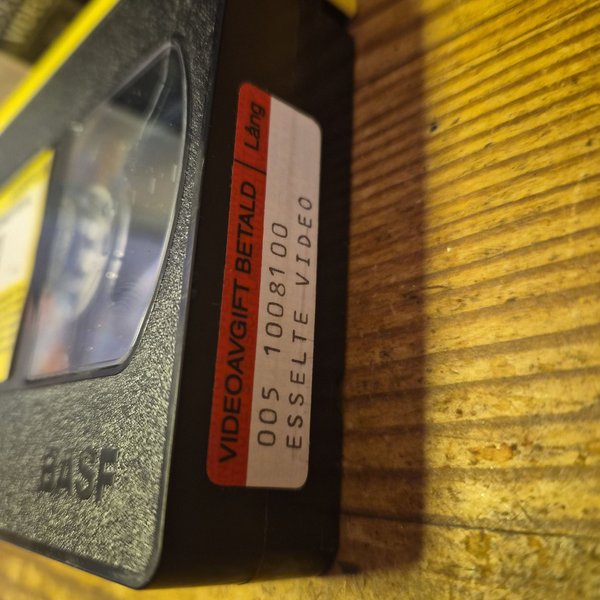 VIDEOAVGIFT BETALD | Lång
005 1008100
ESSELTE VIDEO
BASF